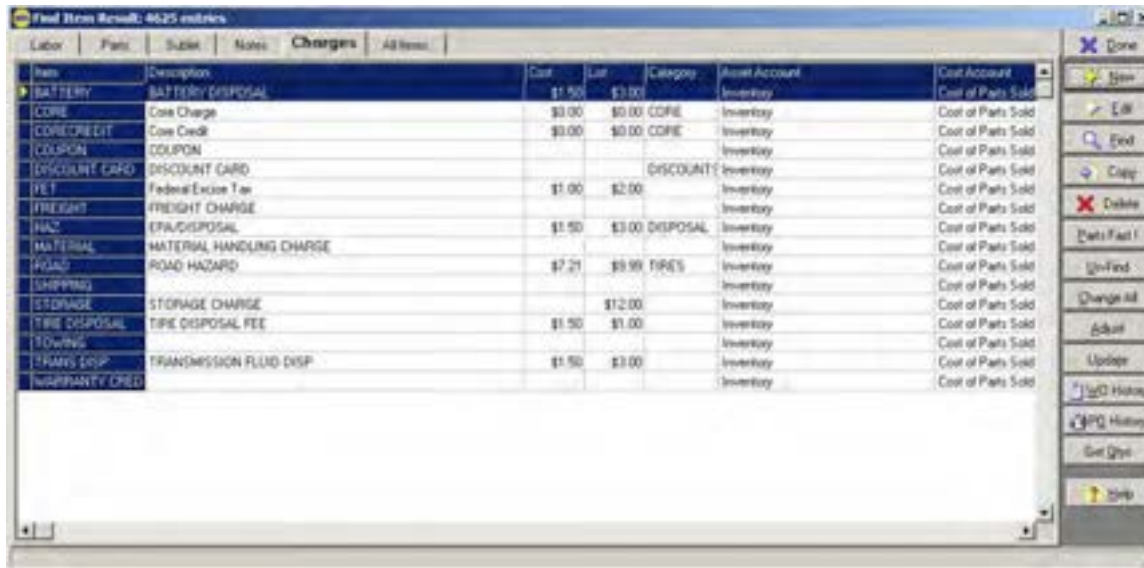 Find Item Result: 4625 entries
Labor Parts Sublet Notes Charges All Items
Item Description Cost List Category Asset Account Cost Account
BATTERY BATTERY DISPOSAL $1.50 $3.00 Inventory Cost of Parts Sold
CORE Core Charge $0.00 $0.00 CORE Inventory Cost of Parts Sold
CORECREDIT Core Credit $0.00 $0.00 CORE Inventory Cost of Parts Sold
COUPON COUPON Inventory Cost of Parts Sold
DISCOUNT CARD DISCOUNT CARD DISCOUNTS Inventory Cost of Parts Sold
FET Federal Excise Tax $1.00 $2.00 Inventory Cost of Parts Sold
FREIGHT FREIGHT CHARGE Inventory Cost of Parts Sold
HAZ EPA/DISPOSAL $1.50 $3.00 DISPOSAL Inventory Cost of Parts Sold
MATERIAL MATERIAL HANDLING CHARGE Inventory Cost of Parts Sold
ROAD ROAD HAZARD $7.21 $9.99 TIRES Inventory Cost of Parts Sold
SHIPPING Inventory Cost of Parts Sold
STORAGE STORAGE CHARGE $12.00 Inventory Cost of Parts Sold
TIRE DISPOSAL TIRE DISPOSAL FEE $1.50 $1.00 Inventory Cost of Parts Sold
TOWING Inventory Cost of Parts Sold
TRANS DISP TRANSMISSION FLUID DISP $1.50 $3.00 Inventory Cost of Parts Sold
WARRANTY CRED Inventory Cost of Parts Sold
Done
New
Edit
Find
Copy
Delete
Parts Fast I
Un-Find
Change All
Adjust
Update
WO History
PO History
Get Qtys
Help